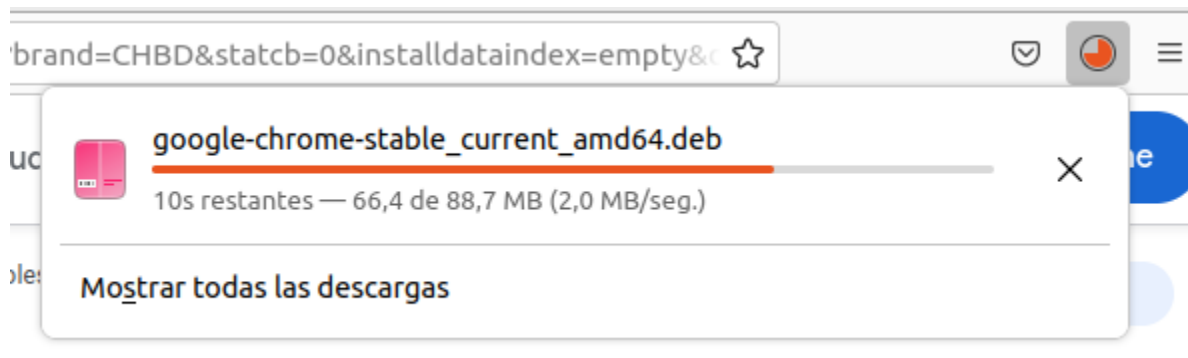 brand=CHBD&statcb=0&installdataindex=empty&
google-chrome-stable_current_amd64.deb
10s restantes — 66,4 de 88,7 MB (2,0 MB/seg.)
Mostrar todas las descargas